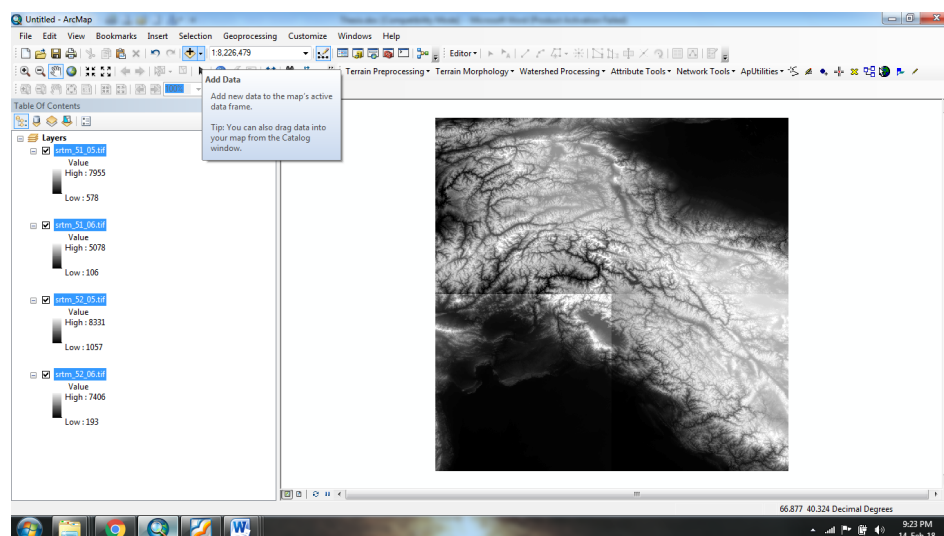 Untitled - ArcMap
File Edit View Bookmarks Insert Selection Geoprocessing Customize Windows Help
1:8,226,479
Editor
Terrain Preprocessing Terrain Morphology Watershed Processing Attribute Tools Network Tools ApUtilities
100%
Add Data
Add new data to the map's active
data frame.
Tip: You can also drag data into
your map from the Catalog
window.
Table Of Contents
Layers
srtm_51_05.tif
Value
High : 7955
Low : 578
srtm_51_06.tif
Value
High : 5078
Low : 106
srtm_52_05.tif
Value
High : 8331
Low : 1057
srtm_52_06.tif
Value
High : 7406
Low : 193
66.877 40.324 Decimal Degrees
9:23 PM
14-Feb-18